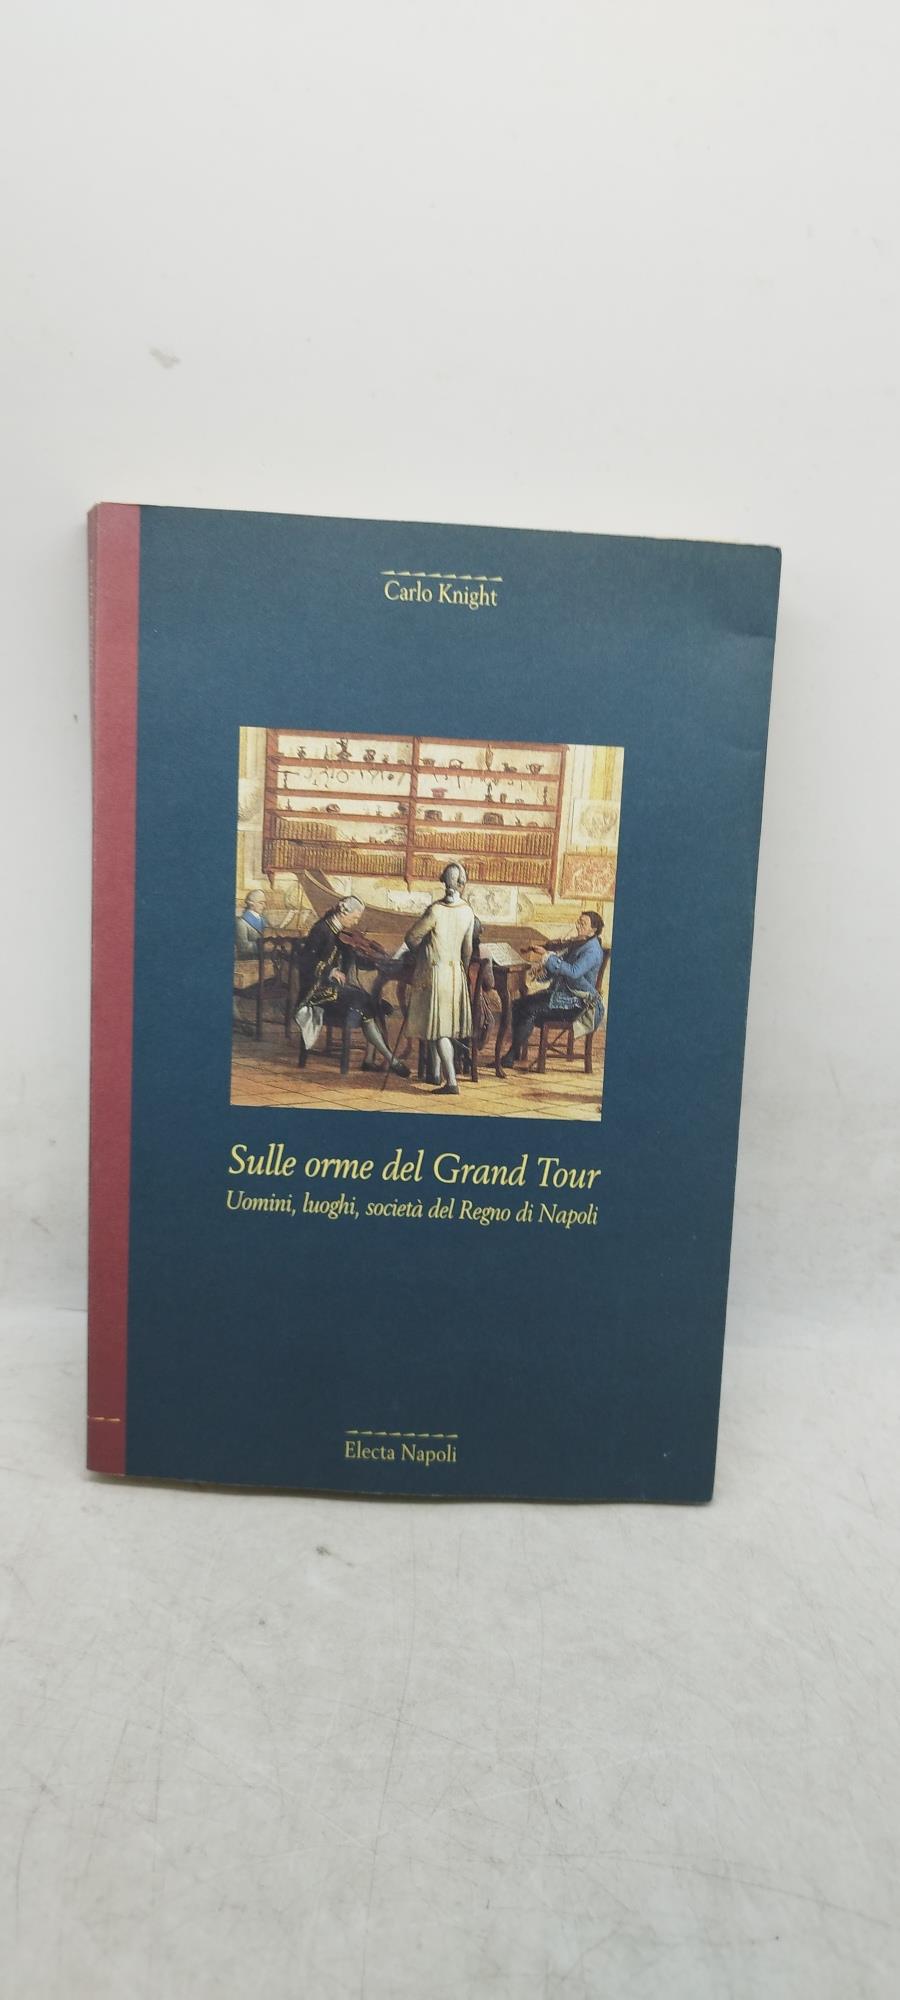 Carlo Knight
Sulle orme del Grand Tour
Uomini, luoghi, società del Regno di Napoli
Electa Napoli